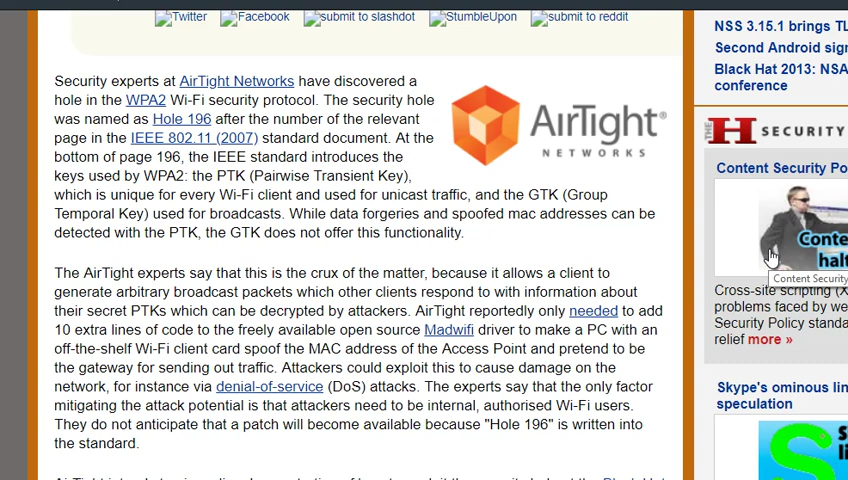 Twitter
Facebook
submit to slashdot
StumbleUpon
submit to reddit
Security experts at AirTight Networks have discovered a
hole in the WPA2 Wi-Fi security protocol. The security hole
was named as Hole 196 after the number of the relevant
page in the IEEE 802.11 (2007) standard document. At the
bottom of page 196, the IEEE standard introduces the
keys used by WPA2: the PTK (Pairwise Transient Key),
which is unique for every Wi-Fi client and used for unicast traffic, and the GTK (Group
Temporal Key) used for broadcasts. While data forgeries and spoofed mac addresses can be
detected with the PTK, the GTK does not offer this functionality.
AirTight®
NETWORKS
The AirTight experts say that this is the crux of the matter, because it allows a client to
generate arbitrary broadcast packets which other clients respond to with information about
their secret PTKs which can be decrypted by attackers. AirTight reportedly only needed to add
10 extra lines of code to the freely available open source Madwifi driver to make a PC with an
off-the-shelf Wi-Fi client card spoof the MAC address of the Access Point and pretend to be
the gateway for sending out traffic. Attackers could exploit this to cause damage on the
network, for instance via denial-of-service (DoS) attacks. The experts say that the only factor
mitigating the attack potential is that attackers need to be internal, authorised Wi-Fi users.
They do not anticipate that a patch will become available because "Hole 196" is written into
the standard.
NSS 3.15.1 brings TL
Second Android sign
Black Hat 2013: NSA
conference
THE H SECURITY
Content Security Po
Conte
halt
Content Security
Cross-site scripting (X
problems faced by we
Security Policy standa
relief more »
Skype's ominous lin
speculation
S
li